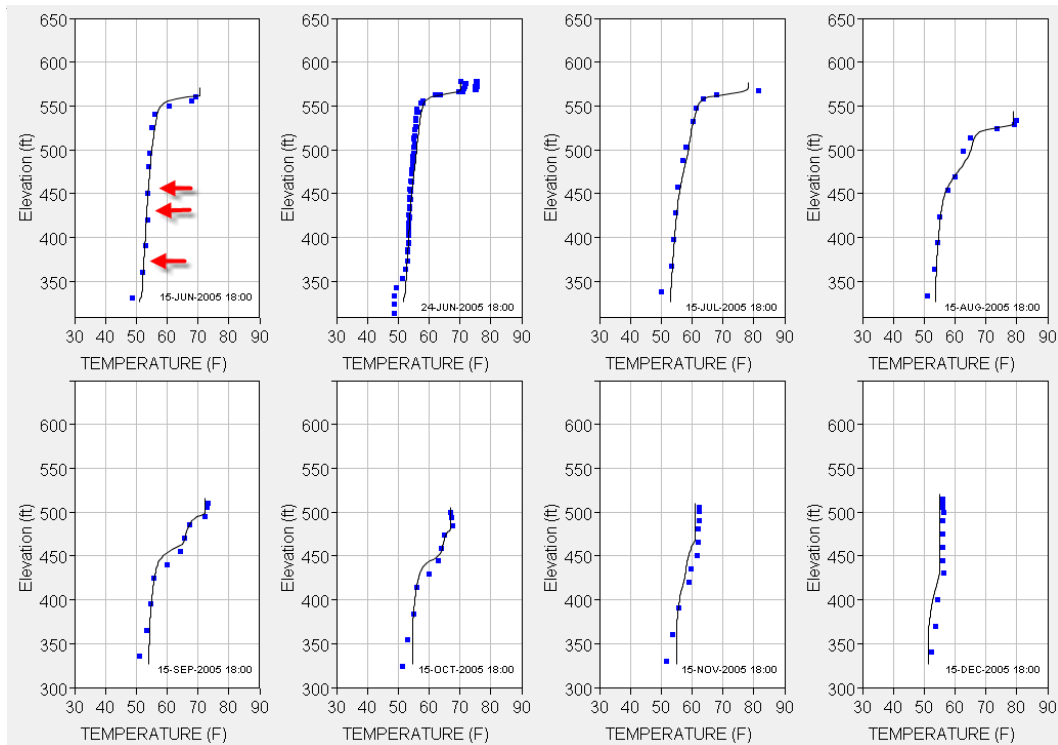 650
600
550
500
450
400
350
Elevation (ft)
15-JUN-2005 18:00
30 40 50 60 70 80 90
TEMPERATURE (F)
650
600
550
500
450
400
350
Elevation (ft)
24-JUN-2005 18:00
30 40 50 60 70 80 90
TEMPERATURE (F)
650
600
550
500
450
400
350
Elevation (ft)
15-JUL-2005 18:00
30 40 50 60 70 80 90
TEMPERATURE (F)
650
600
550
500
450
400
350
Elevation (ft)
15-AUG-2005 18:00
30 40 50 60 70 80 90
TEMPERATURE (F)
600
550
500
450
400
350
300
Elevation (ft)
15-SEP-2005 18:00
30 40 50 60 70 80 90
TEMPERATURE (F)
600
550
500
450
400
350
300
Elevation (ft)
15-OCT-2005 18:00
30 40 50 60 70 80 90
TEMPERATURE (F)
600
550
500
450
400
350
300
Elevation (ft)
15-NOV-2005 18:00
30 40 50 60 70 80 90
TEMPERATURE (F)
600
550
500
450
400
350
300
Elevation (ft)
15-DEC-2005 18:00
30 40 50 60 70 80 90
TEMPERATURE (F)